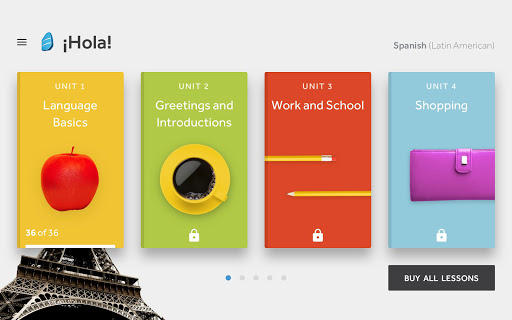 ¡Hola!
Spanish (Latin American)
UNIT 1
Language
Basics
36 of 36
UNIT 2
Greetings and
Introductions
UNIT 3
Work and School
UNIT 4
Shopping
BUY ALL LESSONS